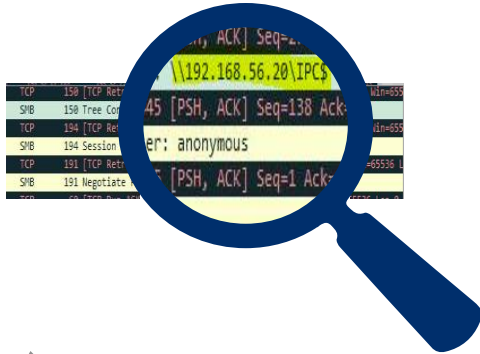 ACK] Seq=2
\\192.168.56.20\IPC$
TCP 150 [TCP Retr 45 [PSH, ACK] Seq=138 Ack= Win=655
SMB 150 Tree Con
TCP 194 [TCP Ret Win=655
SMB 194 Session er: anonymous
TCP 191 [TCP Retr [PSH, ACK] Seq=1 Ack= =65536 L
SMB 191 Negotiate
TCP